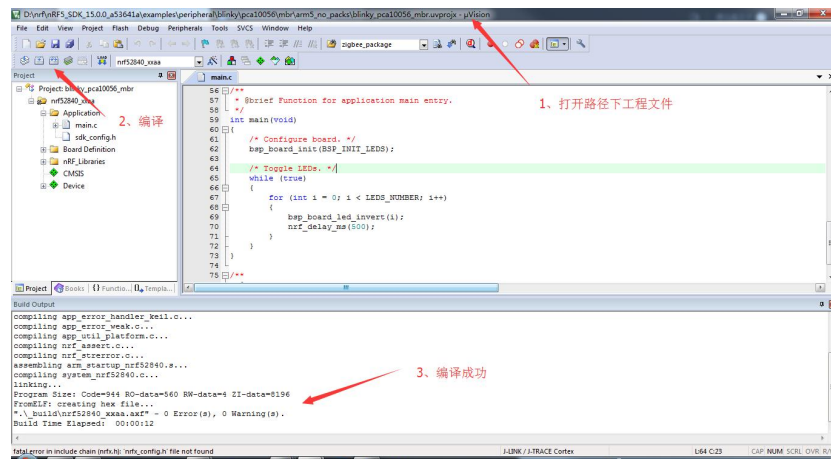 D:\nrf\nRF5_SDK_15.0.0_a53641a\examples\peripheral\blinky\pca10056\mbr\arm5_no_packs\blinky_pca10056_mbr.uvprojx - µVision
File Edit View Project Flash Debug Peripherals Tools SVCS Window Help
zigbee_package
nrf52840_xxaa
Project
main.c
Project: blinky_pca10056_mbr
nrf52840_xxaa
Application
main.c
sdk_config.h
Board Definition
nRF_Libraries
CMSIS
Device
1、打开路径下工程文件
2、编译
56 /**
57 * @brief Function for application main entry.
58 */
59 int main(void)
60 {
61 /* Configure board. */
62 bsp_board_init(BSP_INIT_LEDS);
63
64 /* Toggle LEDs. */
65 while (true)
66 {
67 for (int i = 0; i < LEDS_NUMBER; i++)
68 {
69 bsp_board_led_invert(i);
70 nrf_delay_ms(500);
71 }
72 }
73 }
74
75 /**
Project Books {} Functio... 0. Templa...
Build Output
compiling app_error_handler_keil.c...
compiling app_error_weak.c...
compiling app_util_platform.c...
compiling nrf_assert.c...
compiling nrf_strerror.c...
assembling arm_startup_nrf52840.s...
compiling system_nrf52840.c...
linking...
Program Size: Code=944 RO-data=560 RW-data=4 ZI-data=8196
FromELF: creating hex file...
".\_build\nrf52840_xxaa.axf" - 0 Error(s), 0 Warning(s).
Build Time Elapsed: 00:00:12
3、编译成功
fatal error in include chain (nrfx.h): 'nrfx_config.h' file not found
J-LINK / J-TRACE Cortex
L:64 C:23
CAP NUM SCRL OVR R/